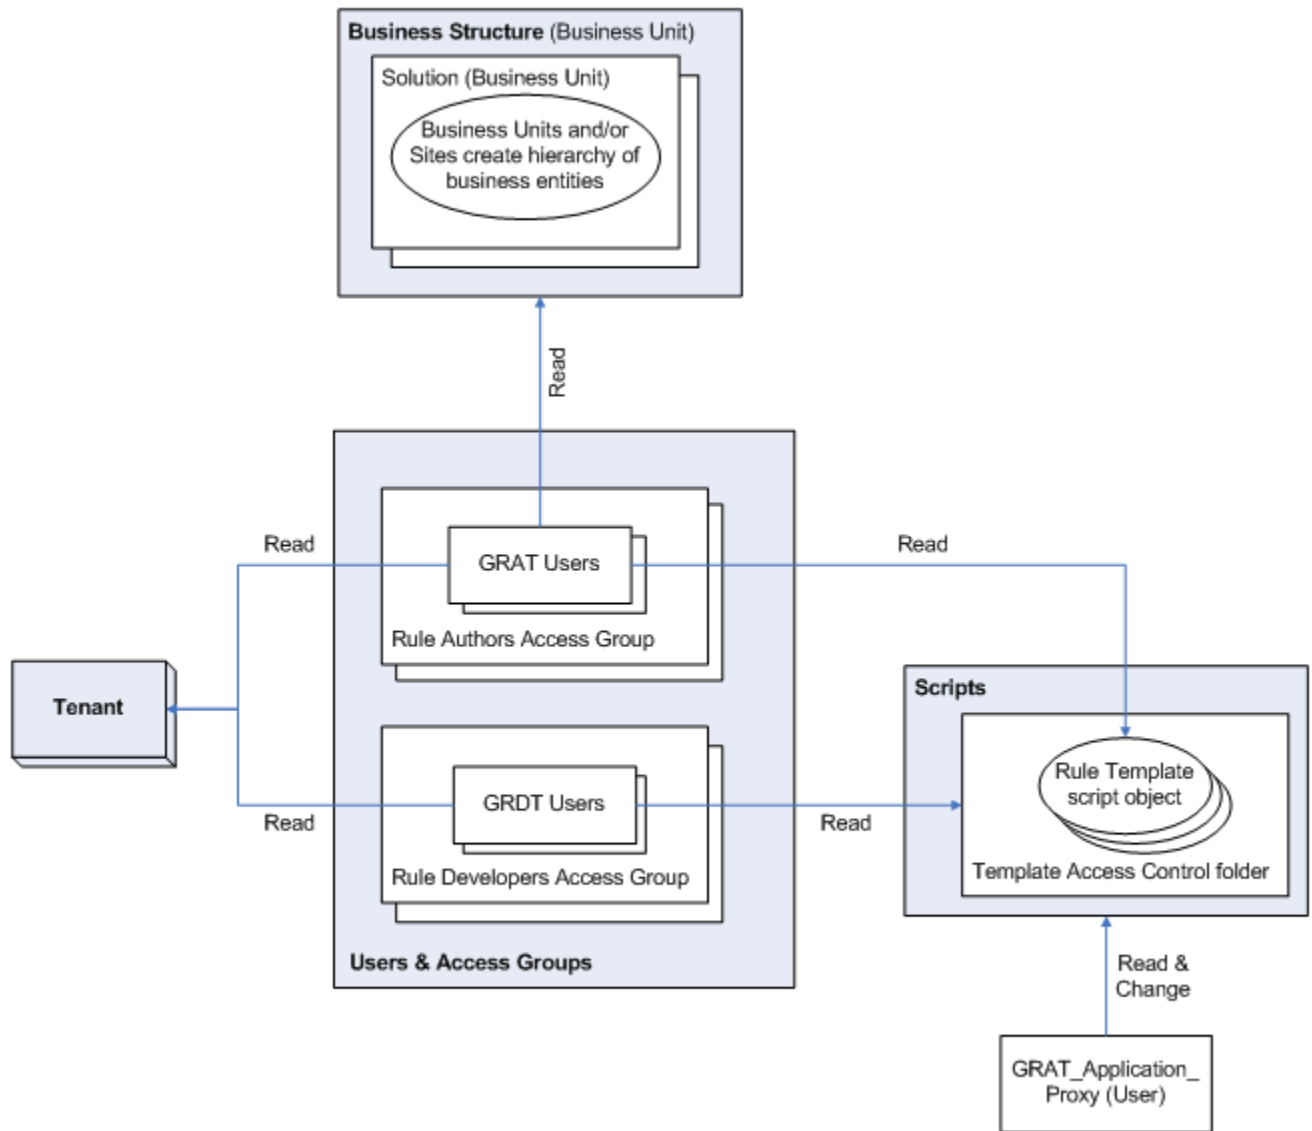 Business Structure (Business Unit)
Solution (Business Unit)
Business Units and/or
Sites create hierarchy of
business entities
Read
Read
GRAT Users
Read
Rule Authors Access Group
Tenant
Scripts
Rule Template
script object
Read
GRDT Users
Read
Rule Developers Access Group
Template Access Control folder
Users & Access Groups
Read &
Change
GRAT_Application_
Proxy (User)